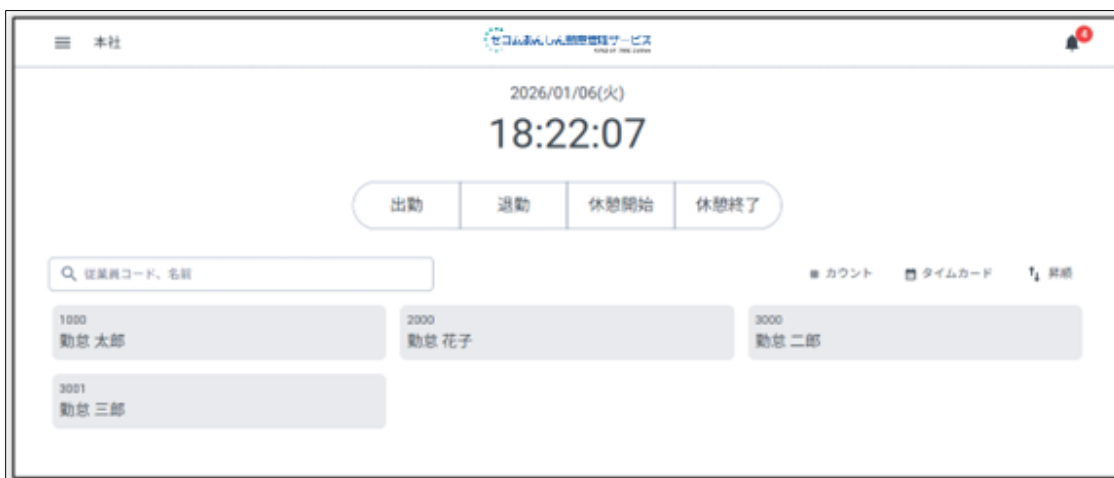 本社
セコムあんしん勤怠管理サービス
4
2026/01/06(火)
18:22:07
出勤 退勤 休憩開始 休憩終了
従業員コード、名前
カウント タイムカード 昇順
1000 2000 3000
勤怠 太郎 勤怠 花子 勤怠 二郎
3001
勤怠 三郎